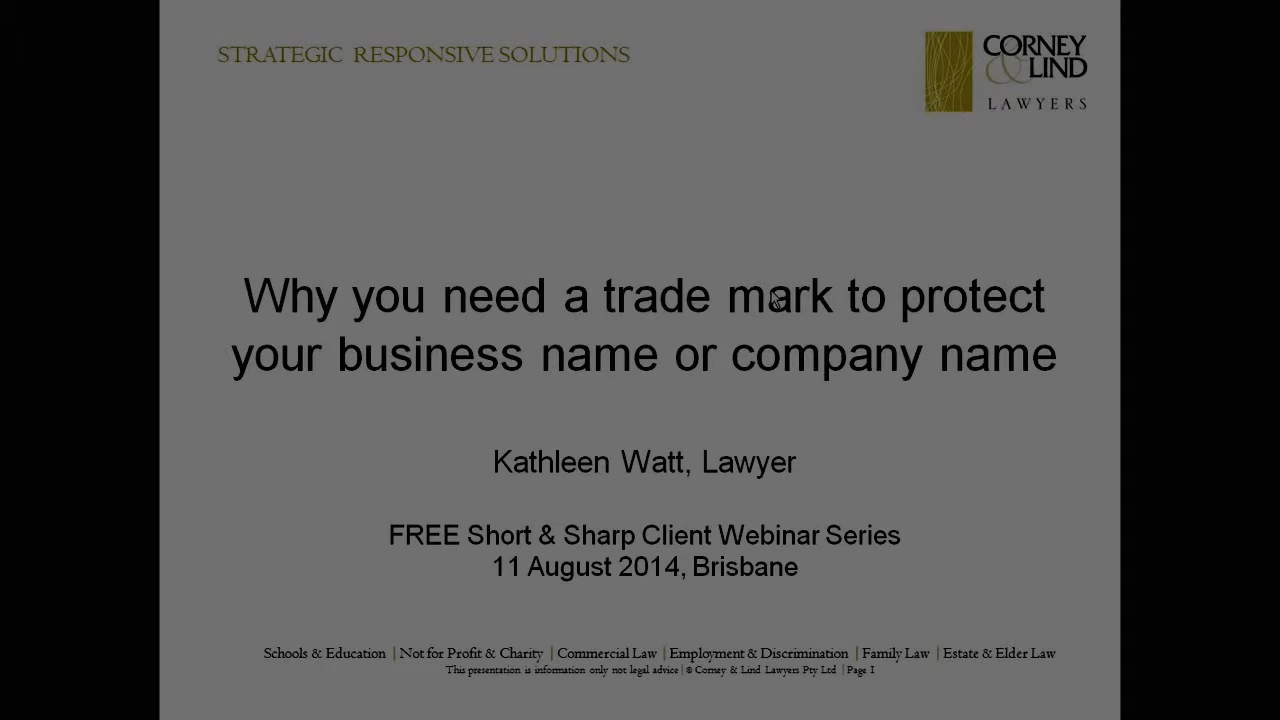 STRATEGIC RESPONSIVE SOLUTIONS
CORNEY
& LIND
LAWYERS
Why you need a trade mark to protect
your business name or company name
Kathleen Watt, Lawyer
FREE Short & Sharp Client Webinar Series
11 August 2014, Brisbane
Schools & Education | Not for Profit & Charity | Commercial Law | Employment & Discrimination | Family Law | Estate & Elder Law
This presentation is information only not legal advice | © Corney & Lind Lawyers Pty Ltd | Page 1